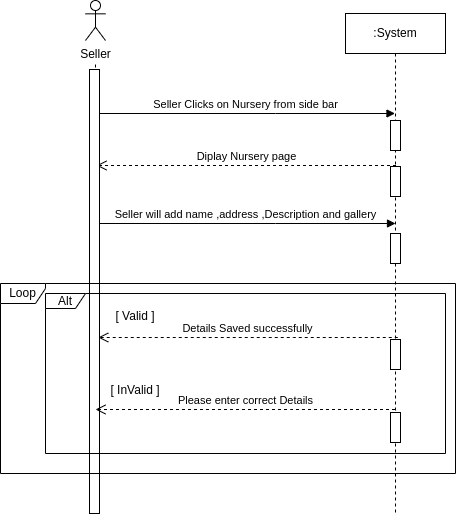 Seller
:System
Seller Clicks on Nursery from side bar
Diplay Nursery page
Seller will add name ,address ,Description and gallery
Loop
Alt
[ Valid ]
Details Saved successfully
[ InValid ]
Please enter correct Details